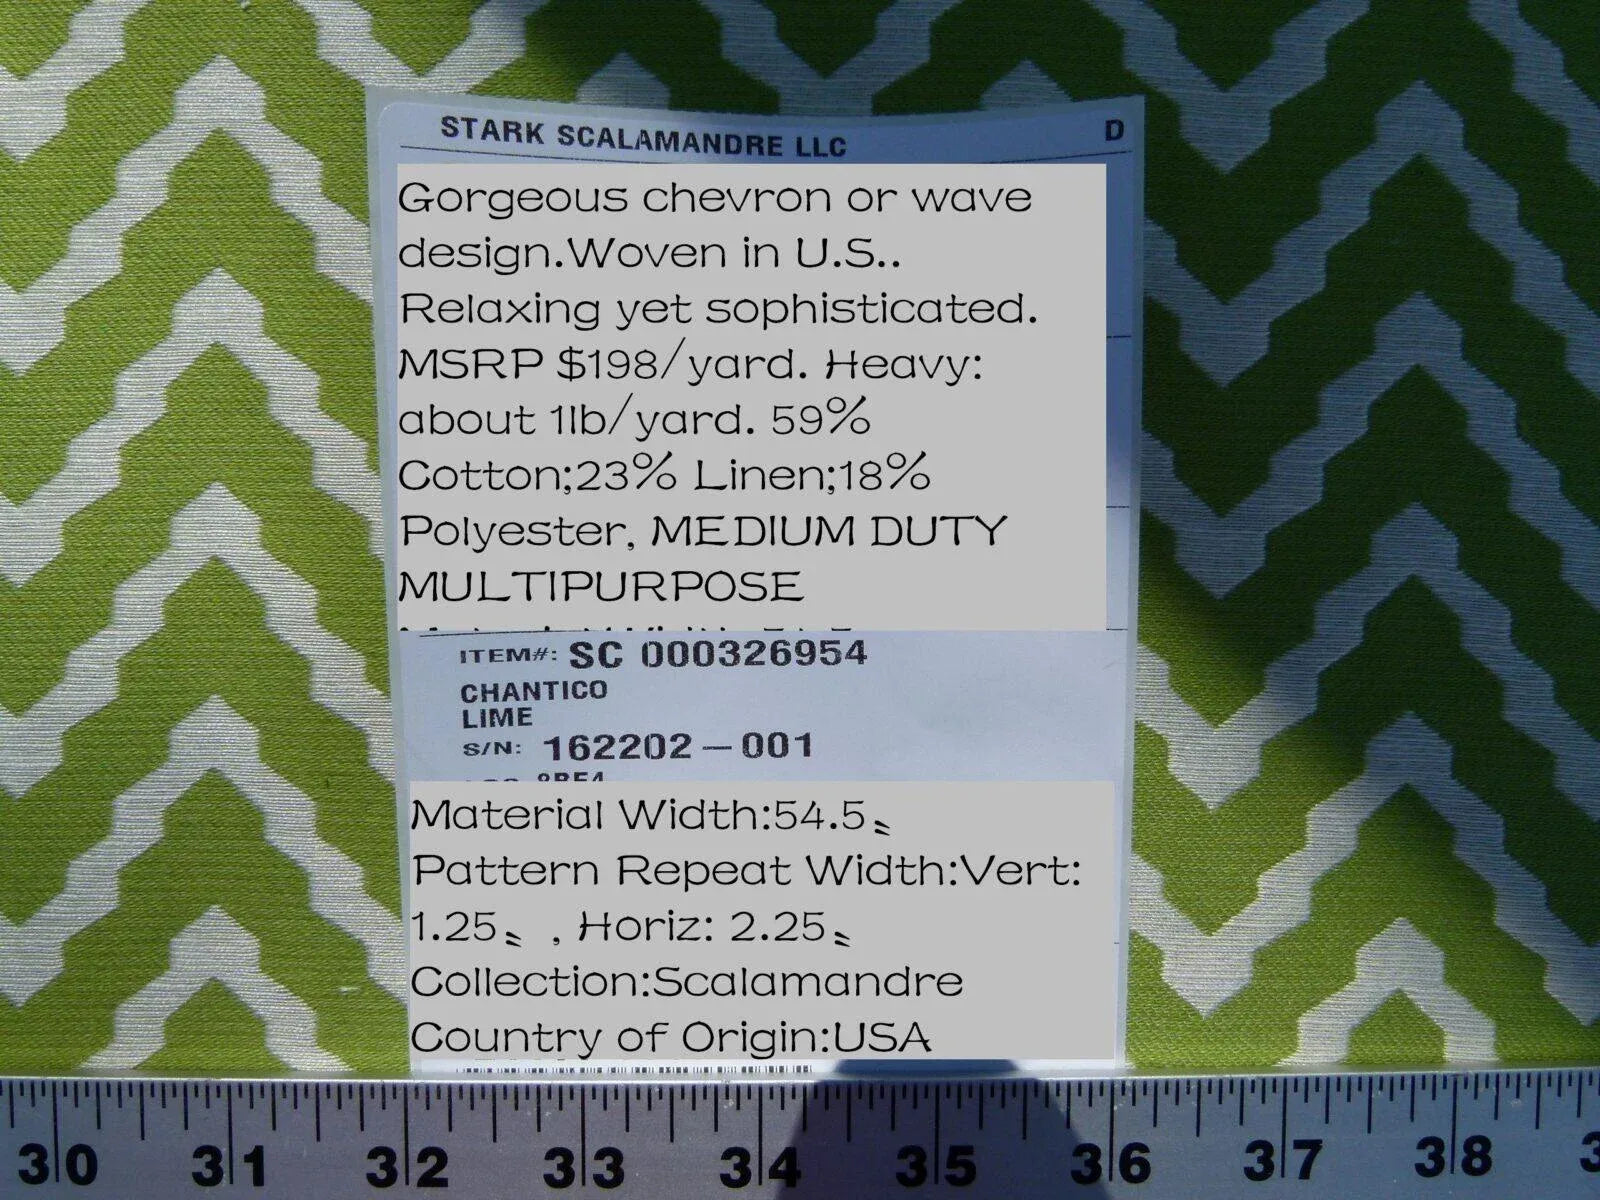 STARK SCALAMANDRE LLC D
Gorgeous chevron or wave
design.Woven in U.S..
Relaxing yet sophisticated.
MSRP $198/yard. Heavy:
about 1lb/yard. 59%
Cotton;23% Linen;18%
Polyester, MEDIUM DUTY
MULTIPURPOSE
ITEM#: SC 000326954
CHANTICO
LIME
S/N: 162202-001
Material Width:54.5〟
Pattern Repeat Width:Vert:
1.25〟 , Horiz: 2.25〟
Collection:Scalamandre
Country of Origin:USA
30 31 32 33 34 35 36 37 38